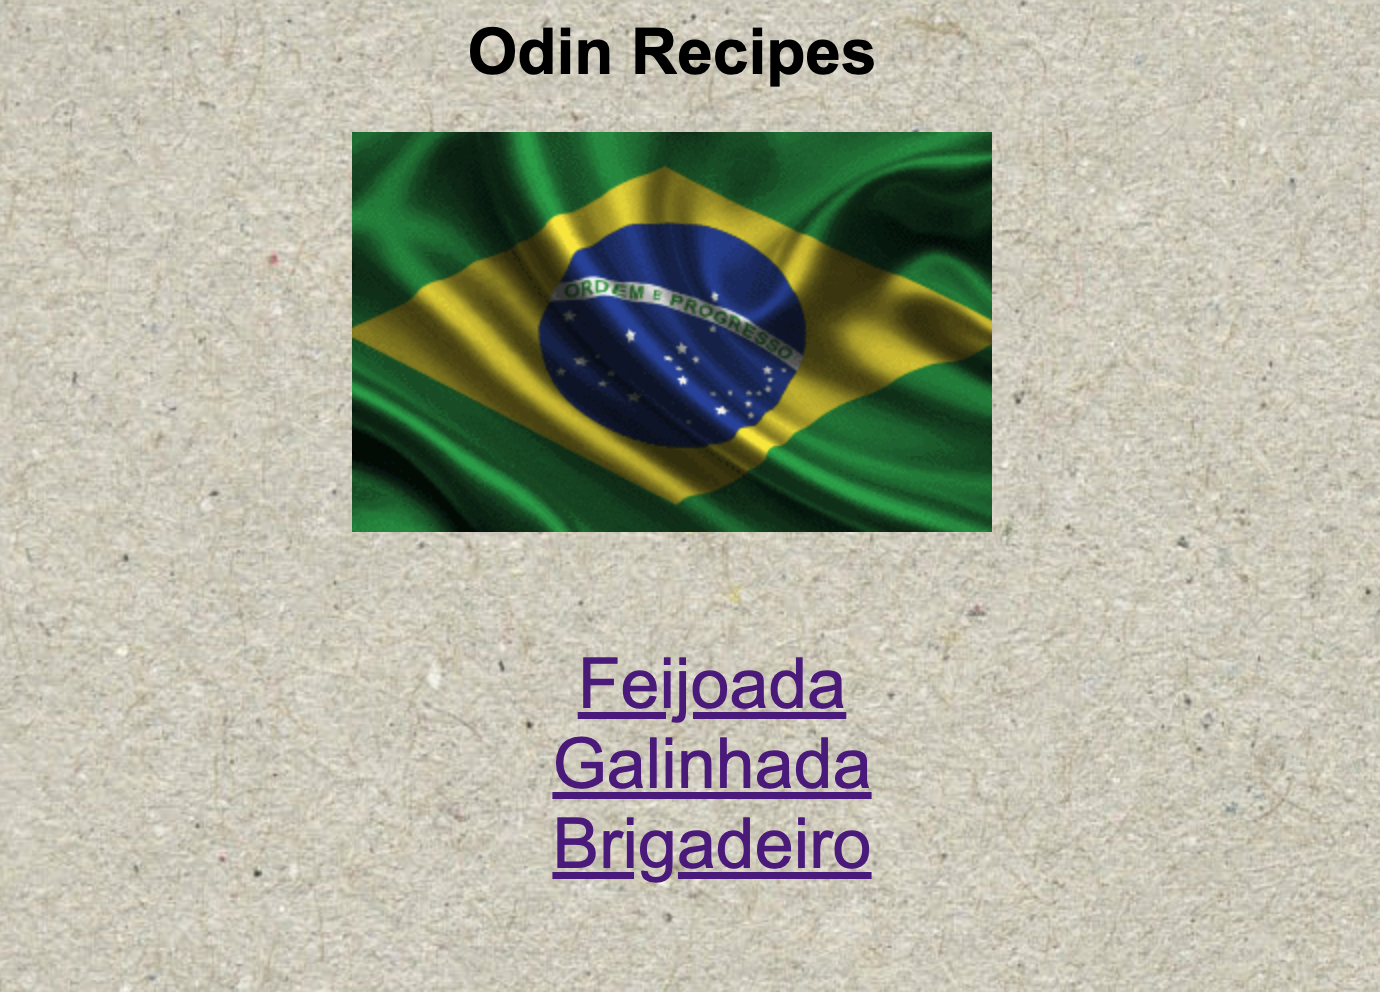 Odin Recipes
ORDEM E PROGRESSO
Feijoada
Galinhada
Brigadeiro